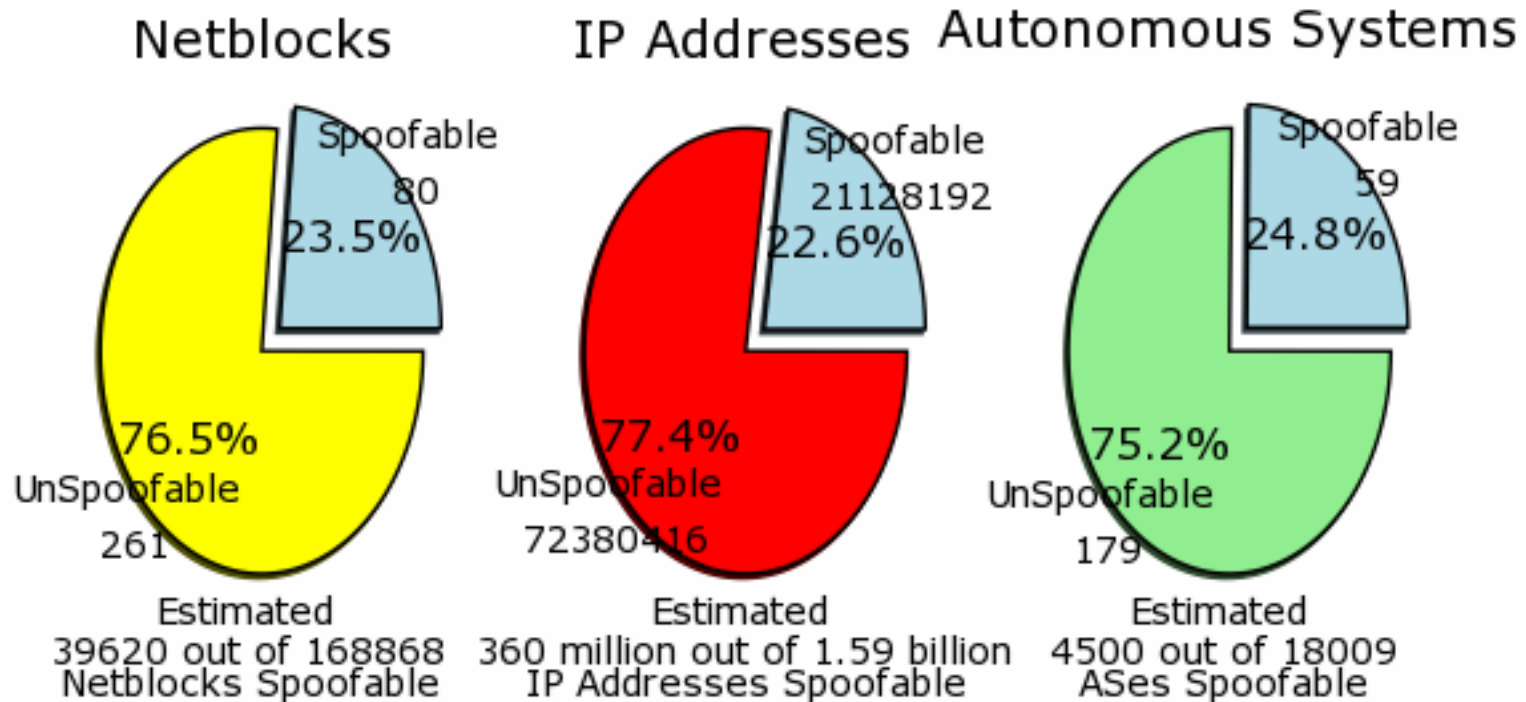 Netblocks
Spoofable
80
23.5%
76.5%
UnSpoofable
261
Estimated
39620 out of 168868
Netblocks Spoofable
IP Addresses
Spoofable
21128192
22.6%
77.4%
UnSpoofable
72380416
Estimated
360 million out of 1.59 billion
IP Addresses Spoofable
Autonomous Systems
Spoofable
59
24.8%
75.2%
UnSpoofable
179
Estimated
4500 out of 18009
ASes Spoofable